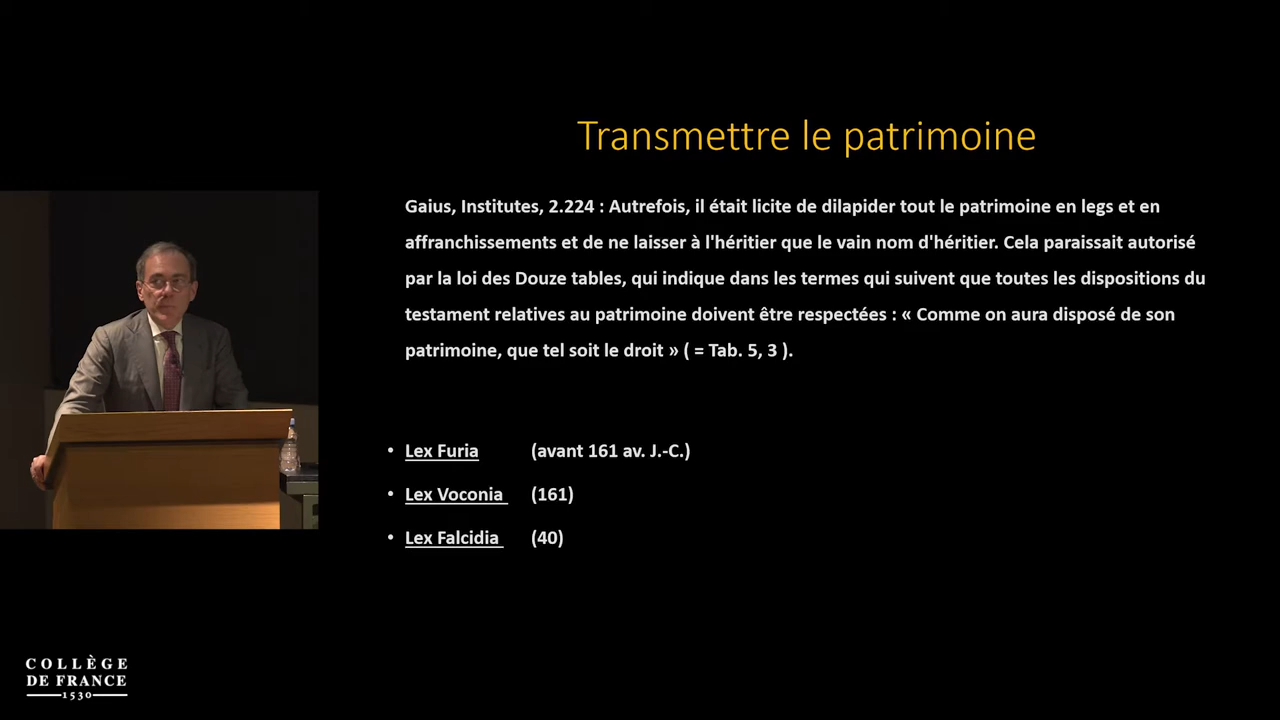 Transmettre le patrimoine
Gaius, Institutes, 2.224 : Autrefois, il était licite de dilapider tout le patrimoine en legs et en
affranchissements et de ne laisser à l'héritier que le vain nom d'héritier. Cela paraissait autorisé
par la loi des Douze tables, qui indique dans les termes qui suivent que toutes les dispositions du
testament relatives au patrimoine doivent être respectées : « Comme on aura disposé de son
patrimoine, que tel soit le droit » ( = Tab. 5, 3 ).
• Lex Furia (avant 161 av. J.-C.)
• Lex Voconia (161)
• Lex Falcidia (40)
COLLÈGE
DE FRANCE
1530